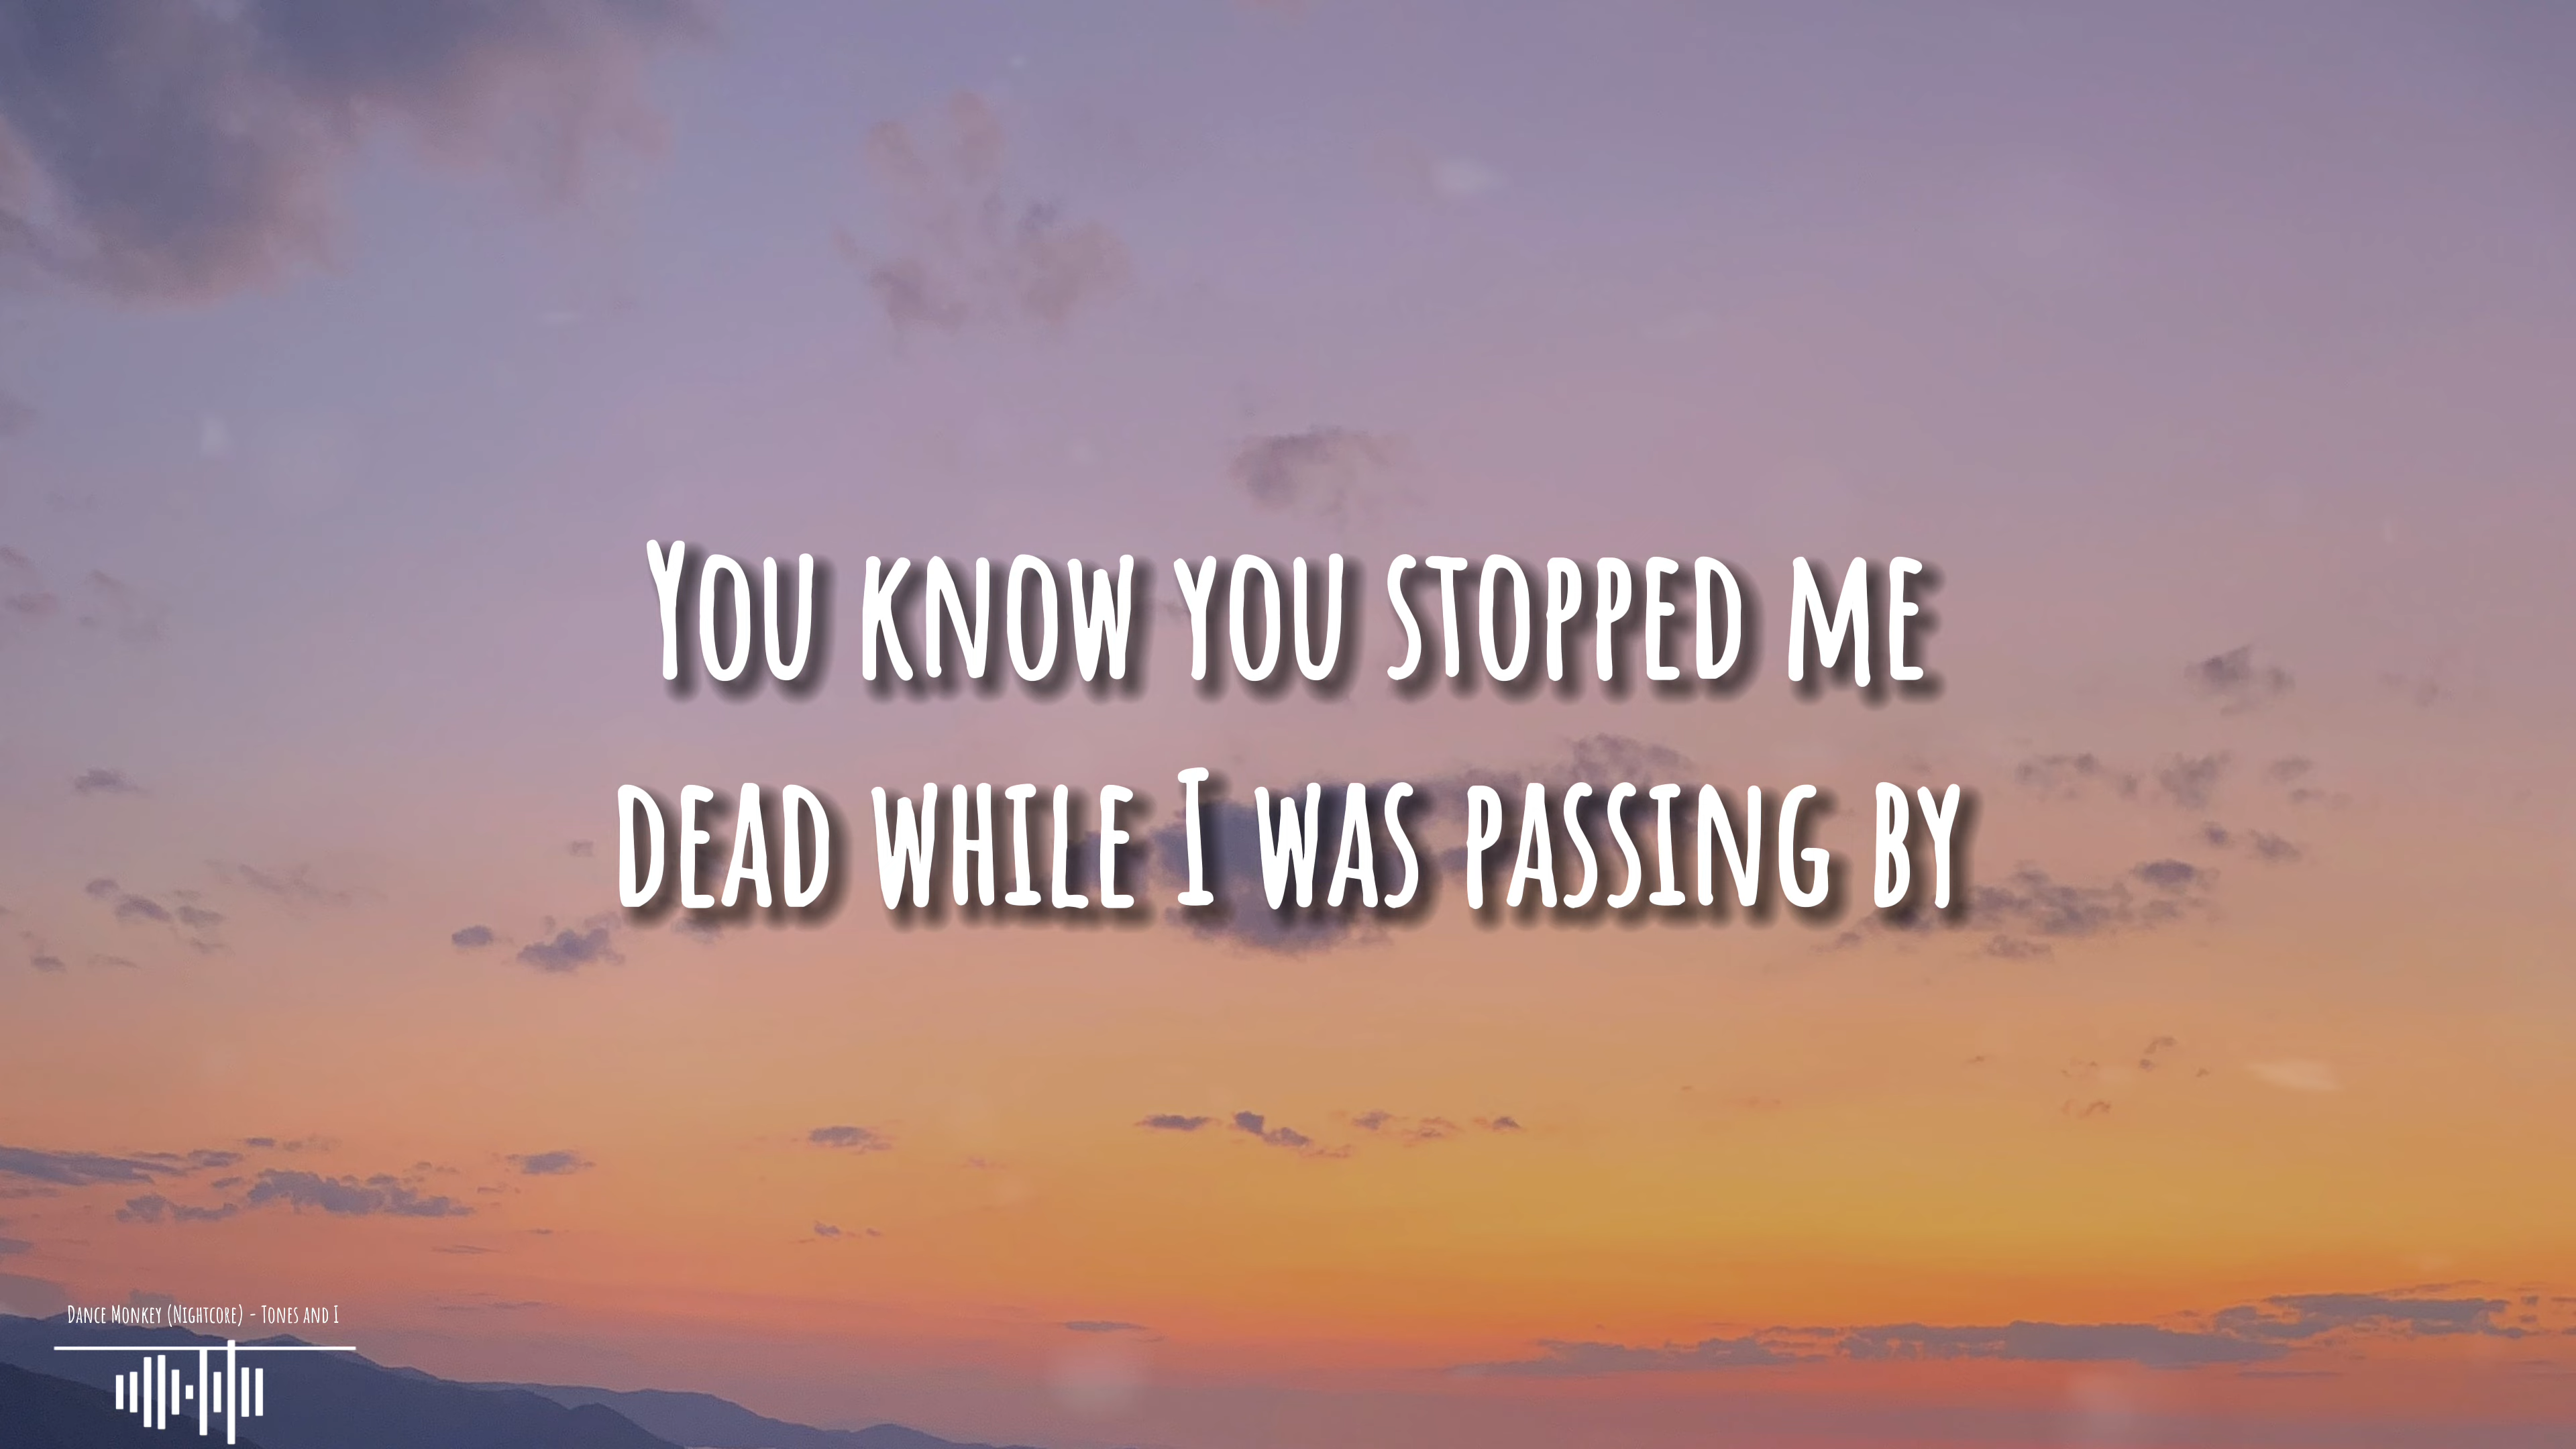 You know you stopped me
dead while I was passing by
Dance Monkey (Nightcore) - Tones and I